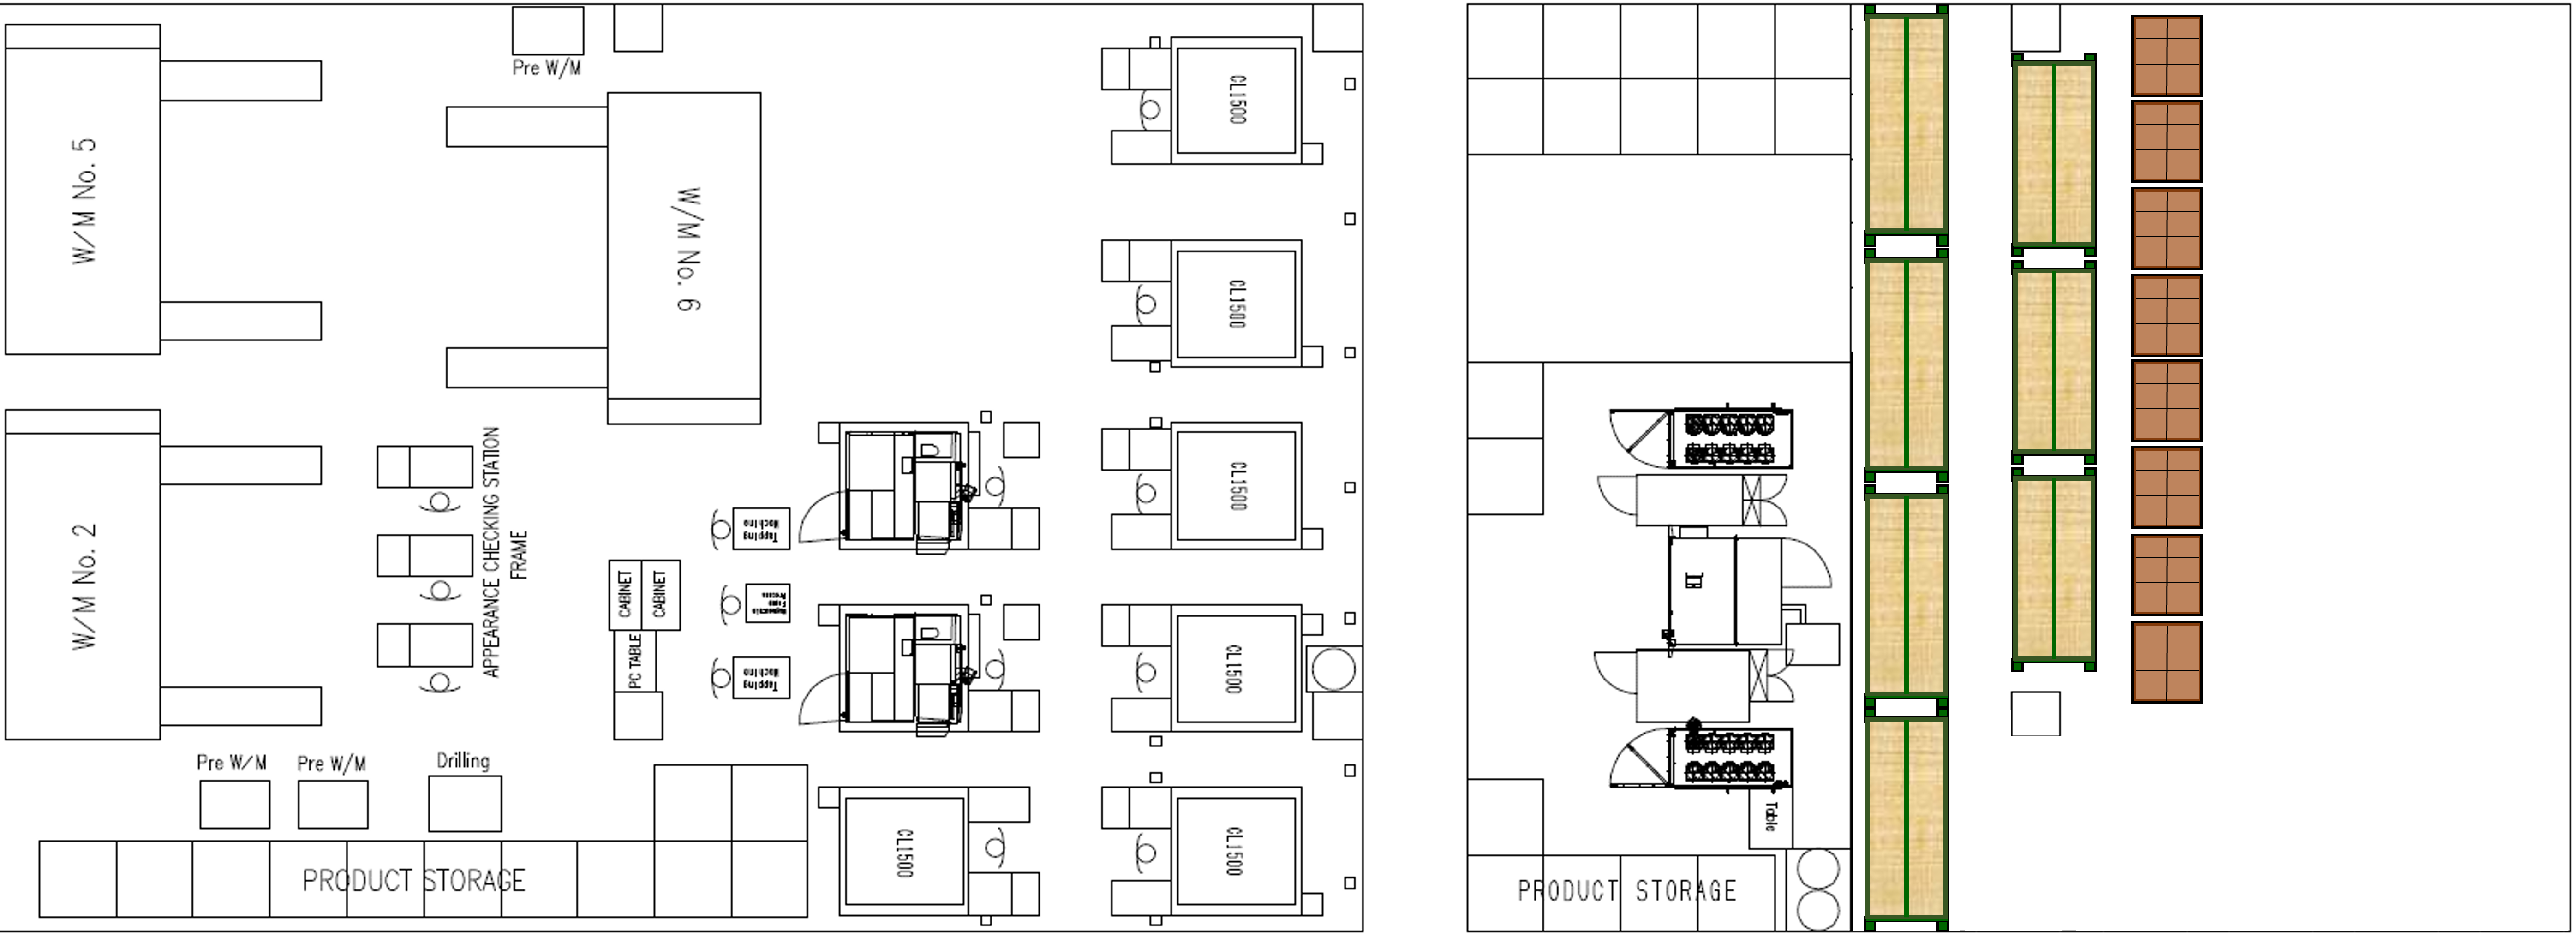 Pre W/M
W/M No. 5
W/M No. 6
CL1500
CL1500
CL1500
CL1500
CL1500
CL1500
W/M No. 2
APPEARANCE CHECKING STATION
FRAME
CABINET
CABINET
PC TABLE
Tapping
Machine
Tapping
Machine
Pre W/M
Pre W/M
Drilling
PRODUCT STORAGE
Table
PRODUCT STORAGE